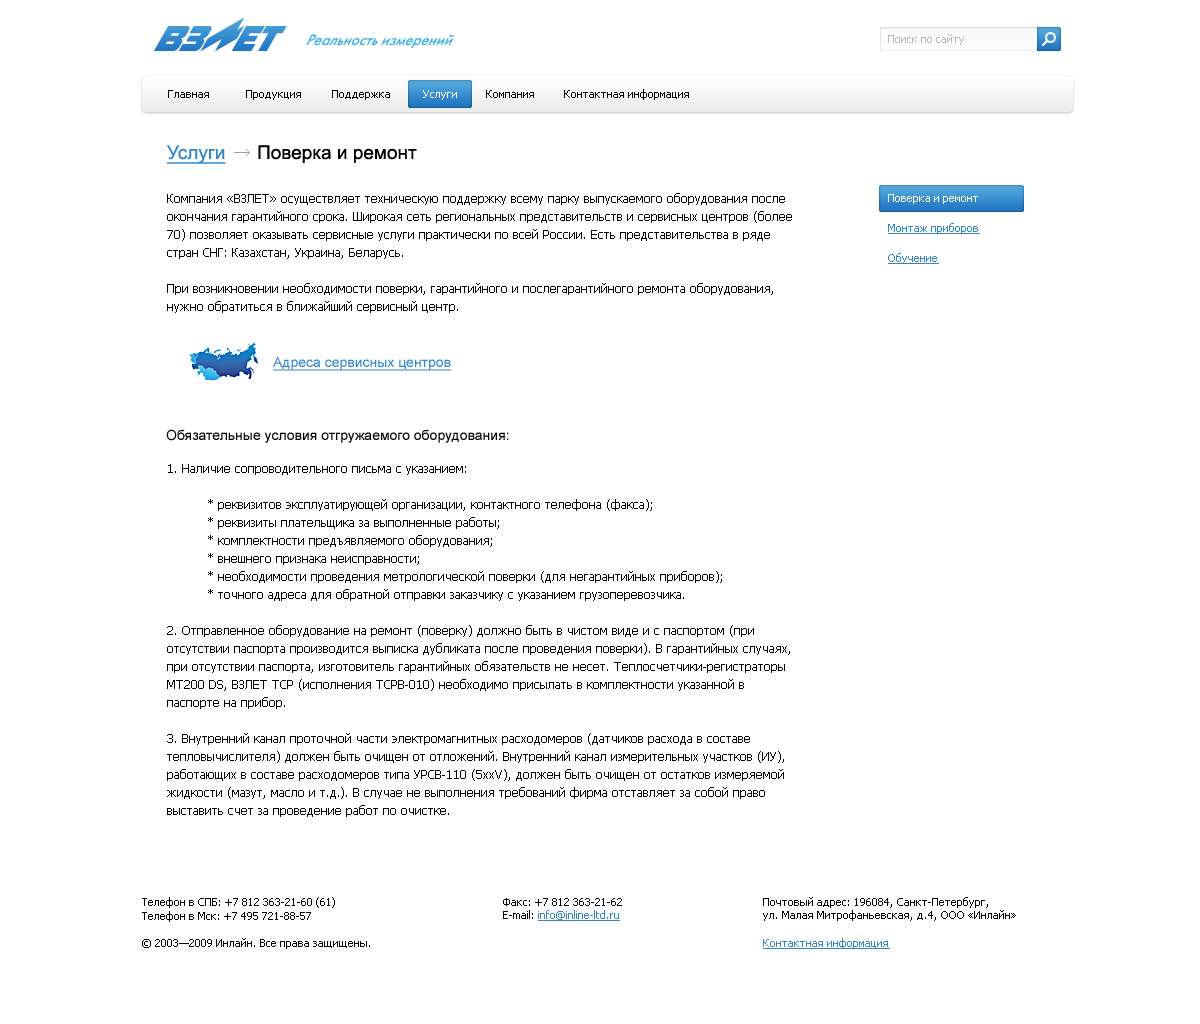 ВЗЛЕТ Реальность измерений
Поиск по сайту
Главная Продукция Поддержка Услуги Компания Контактная информация
Услуги → Поверка и ремонт
Компания «ВЗЛЕТ» осуществляет техническую поддержку всему парку выпускаемого оборудования после
окончания гарантийного срока. Широкая сеть региональных представительств и сервисных центров (более
70) позволяет оказывать сервисные услуги практически по всей России. Есть представительства в ряде
стран СНГ: Казахстан, Украина, Беларусь.
При возникновении необходимости поверки, гарантийного и послегарантийного ремонта оборудования,
нужно обратиться в ближайший сервисный центр.
Адреса сервисных центров
Обязательные условия отгружаемого оборудования:
1. Наличие сопроводительного письма с указанием:
* реквизитов эксплуатирующей организации, контактного телефона (факса);
* реквизиты плательщика за выполненные работы;
* комплектности предъявляемого оборудования;
* внешнего признака неисправности;
* необходимости проведения метрологической поверки (для негарантийных приборов);
* точного адреса для обратной отправки заказчику с указанием грузоперевозчика.
2. Отправленное оборудование на ремонт (поверку) должно быть в чистом виде и с паспортом (при
отсутствии паспорта производится выписка дубликата после проведения поверки). В гарантийных случаях,
при отсутствии паспорта, изготовитель гарантийных обязательств не несет. Теплосчетчики-регистраторы
МТ200 DS, ВЗЛЕТ ТСР (исполнения ТСРВ-010) необходимо присылать в комплектности указанной в
паспорте на прибор.
3. Внутренний канал проточной части электромагнитных расходомеров (датчиков расхода в составе
тепловычислителя) должен быть очищен от отложений. Внутренний канал измерительных участков (ИУ),
работающих в составе расходомеров типа УРСВ-110 (5xxV), должен быть очищен от остатков измеряемой
жидкости (мазут, масло и т.д.). В случае не выполнения требований фирма отставляет за собой право
выставить счет за проведение работ по очистке.
Поверка и ремонт
Монтаж приборов
Обучение
Телефон в СПБ: +7 812 363-21-60 (61)
Телефон в Мск: +7 495 721-88-57
© 2003—2009 Инлайн. Все права защищены.
Факс: +7 812 363-21-62
E-mail: info@inline-ltd.ru
Почтовый адрес: 196084, Санкт-Петербург,
ул. Малая Митрофаньевская, д.4, ООО «Инлайн»
Контактная информация